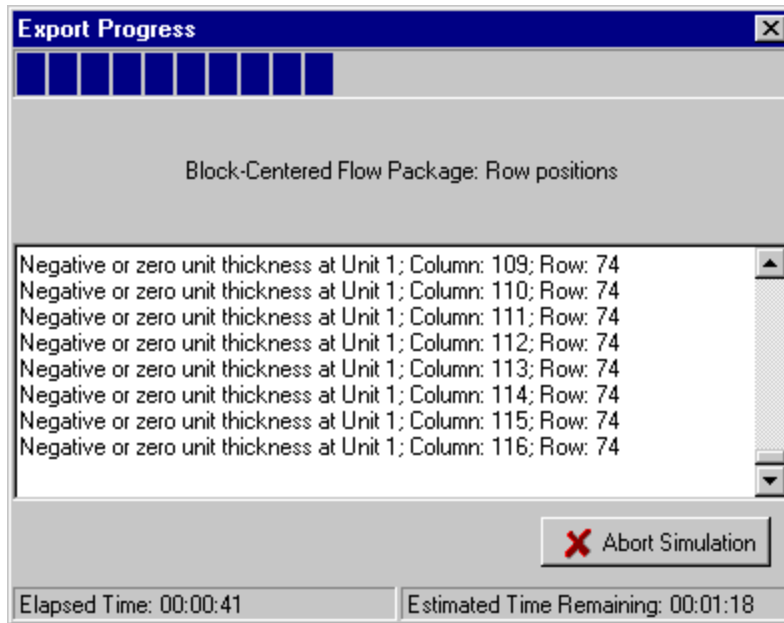 Export Progress
Block-Centered Flow Package: Row positions
Negative or zero unit thickness at Unit 1; Column: 109; Row: 74
Negative or zero unit thickness at Unit 1; Column: 110; Row: 74
Negative or zero unit thickness at Unit 1; Column: 111; Row: 74
Negative or zero unit thickness at Unit 1; Column: 112; Row: 74
Negative or zero unit thickness at Unit 1; Column: 113; Row: 74
Negative or zero unit thickness at Unit 1; Column: 114; Row: 74
Negative or zero unit thickness at Unit 1; Column: 115; Row: 74
Negative or zero unit thickness at Unit 1; Column: 116; Row: 74
Abort Simulation
Elapsed Time: 00:00:41
Estimated Time Remaining: 00:01:18